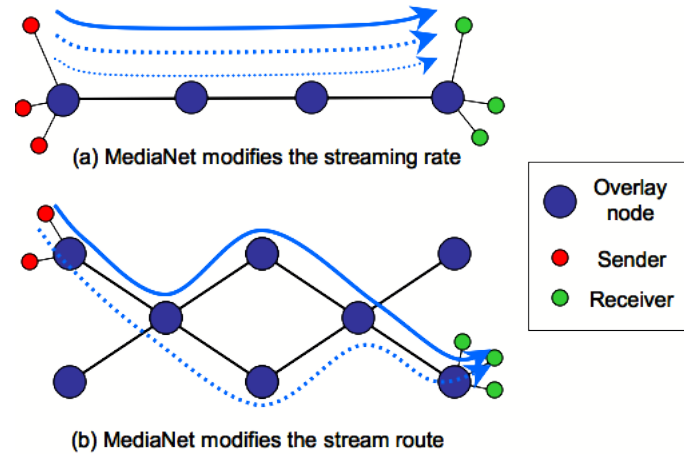 (a) MediaNet modifies the streaming rate
Overlay
node
Sender
Receiver
(b) MediaNet modifies the stream route